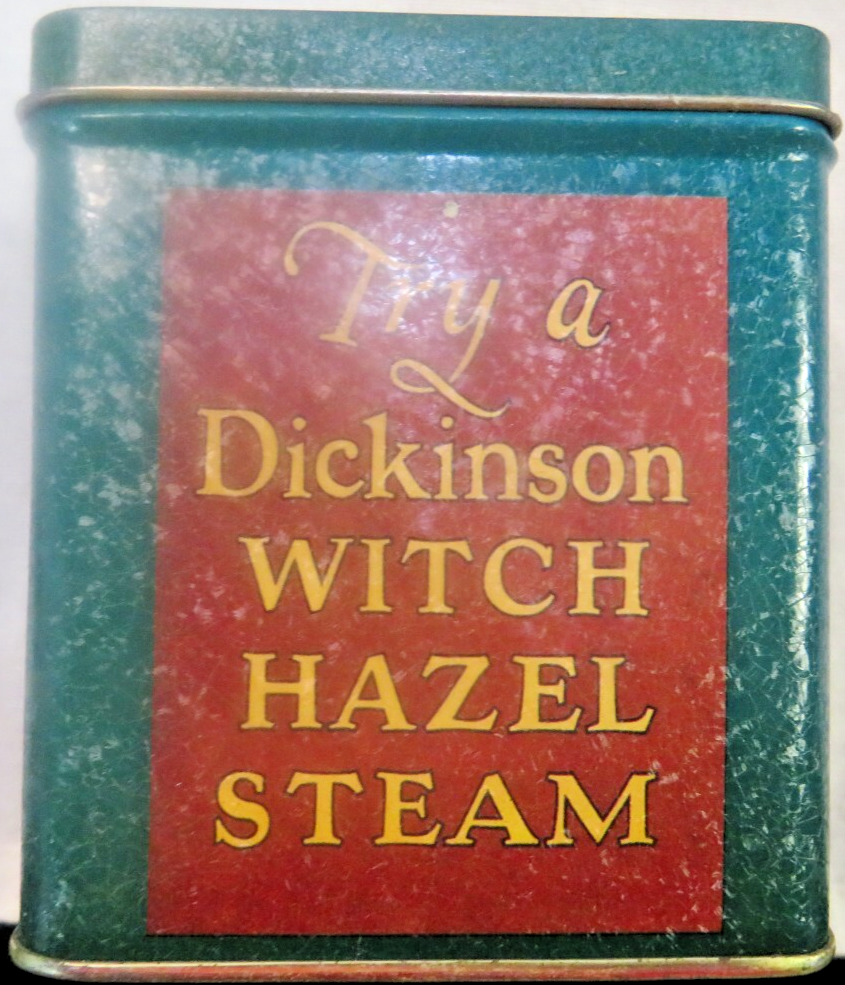 Try a
Dickinson
WITCH
HAZEL
STEAM